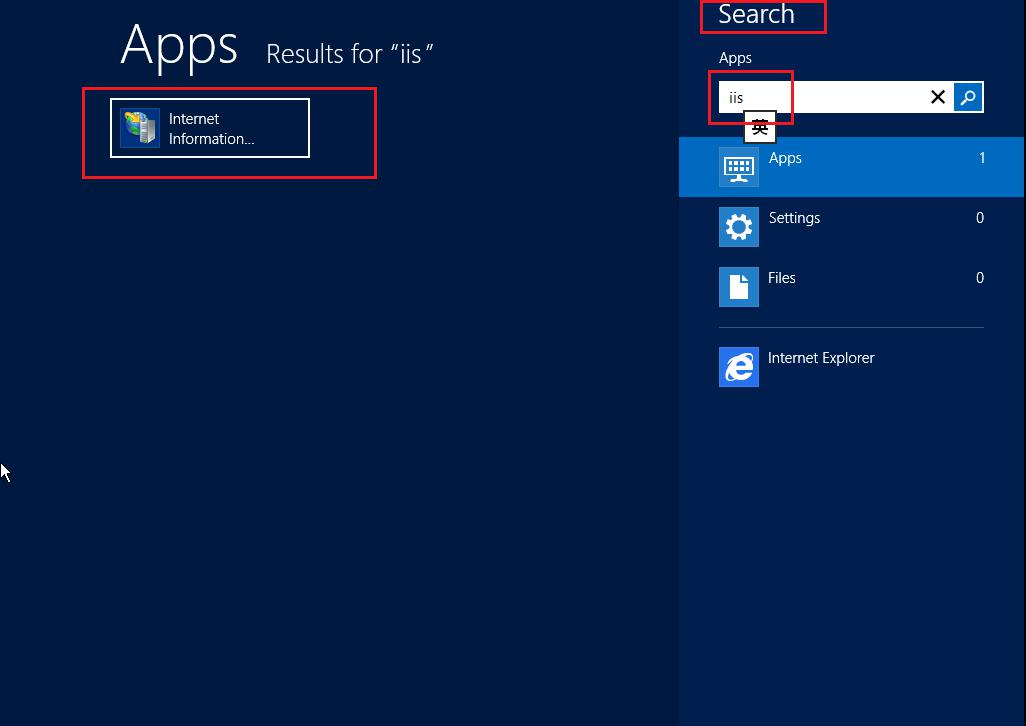 Apps Results for “iis”
Internet
Information...
Search
Apps
iis
英
Apps 1
Settings 0
Files 0
Internet Explorer